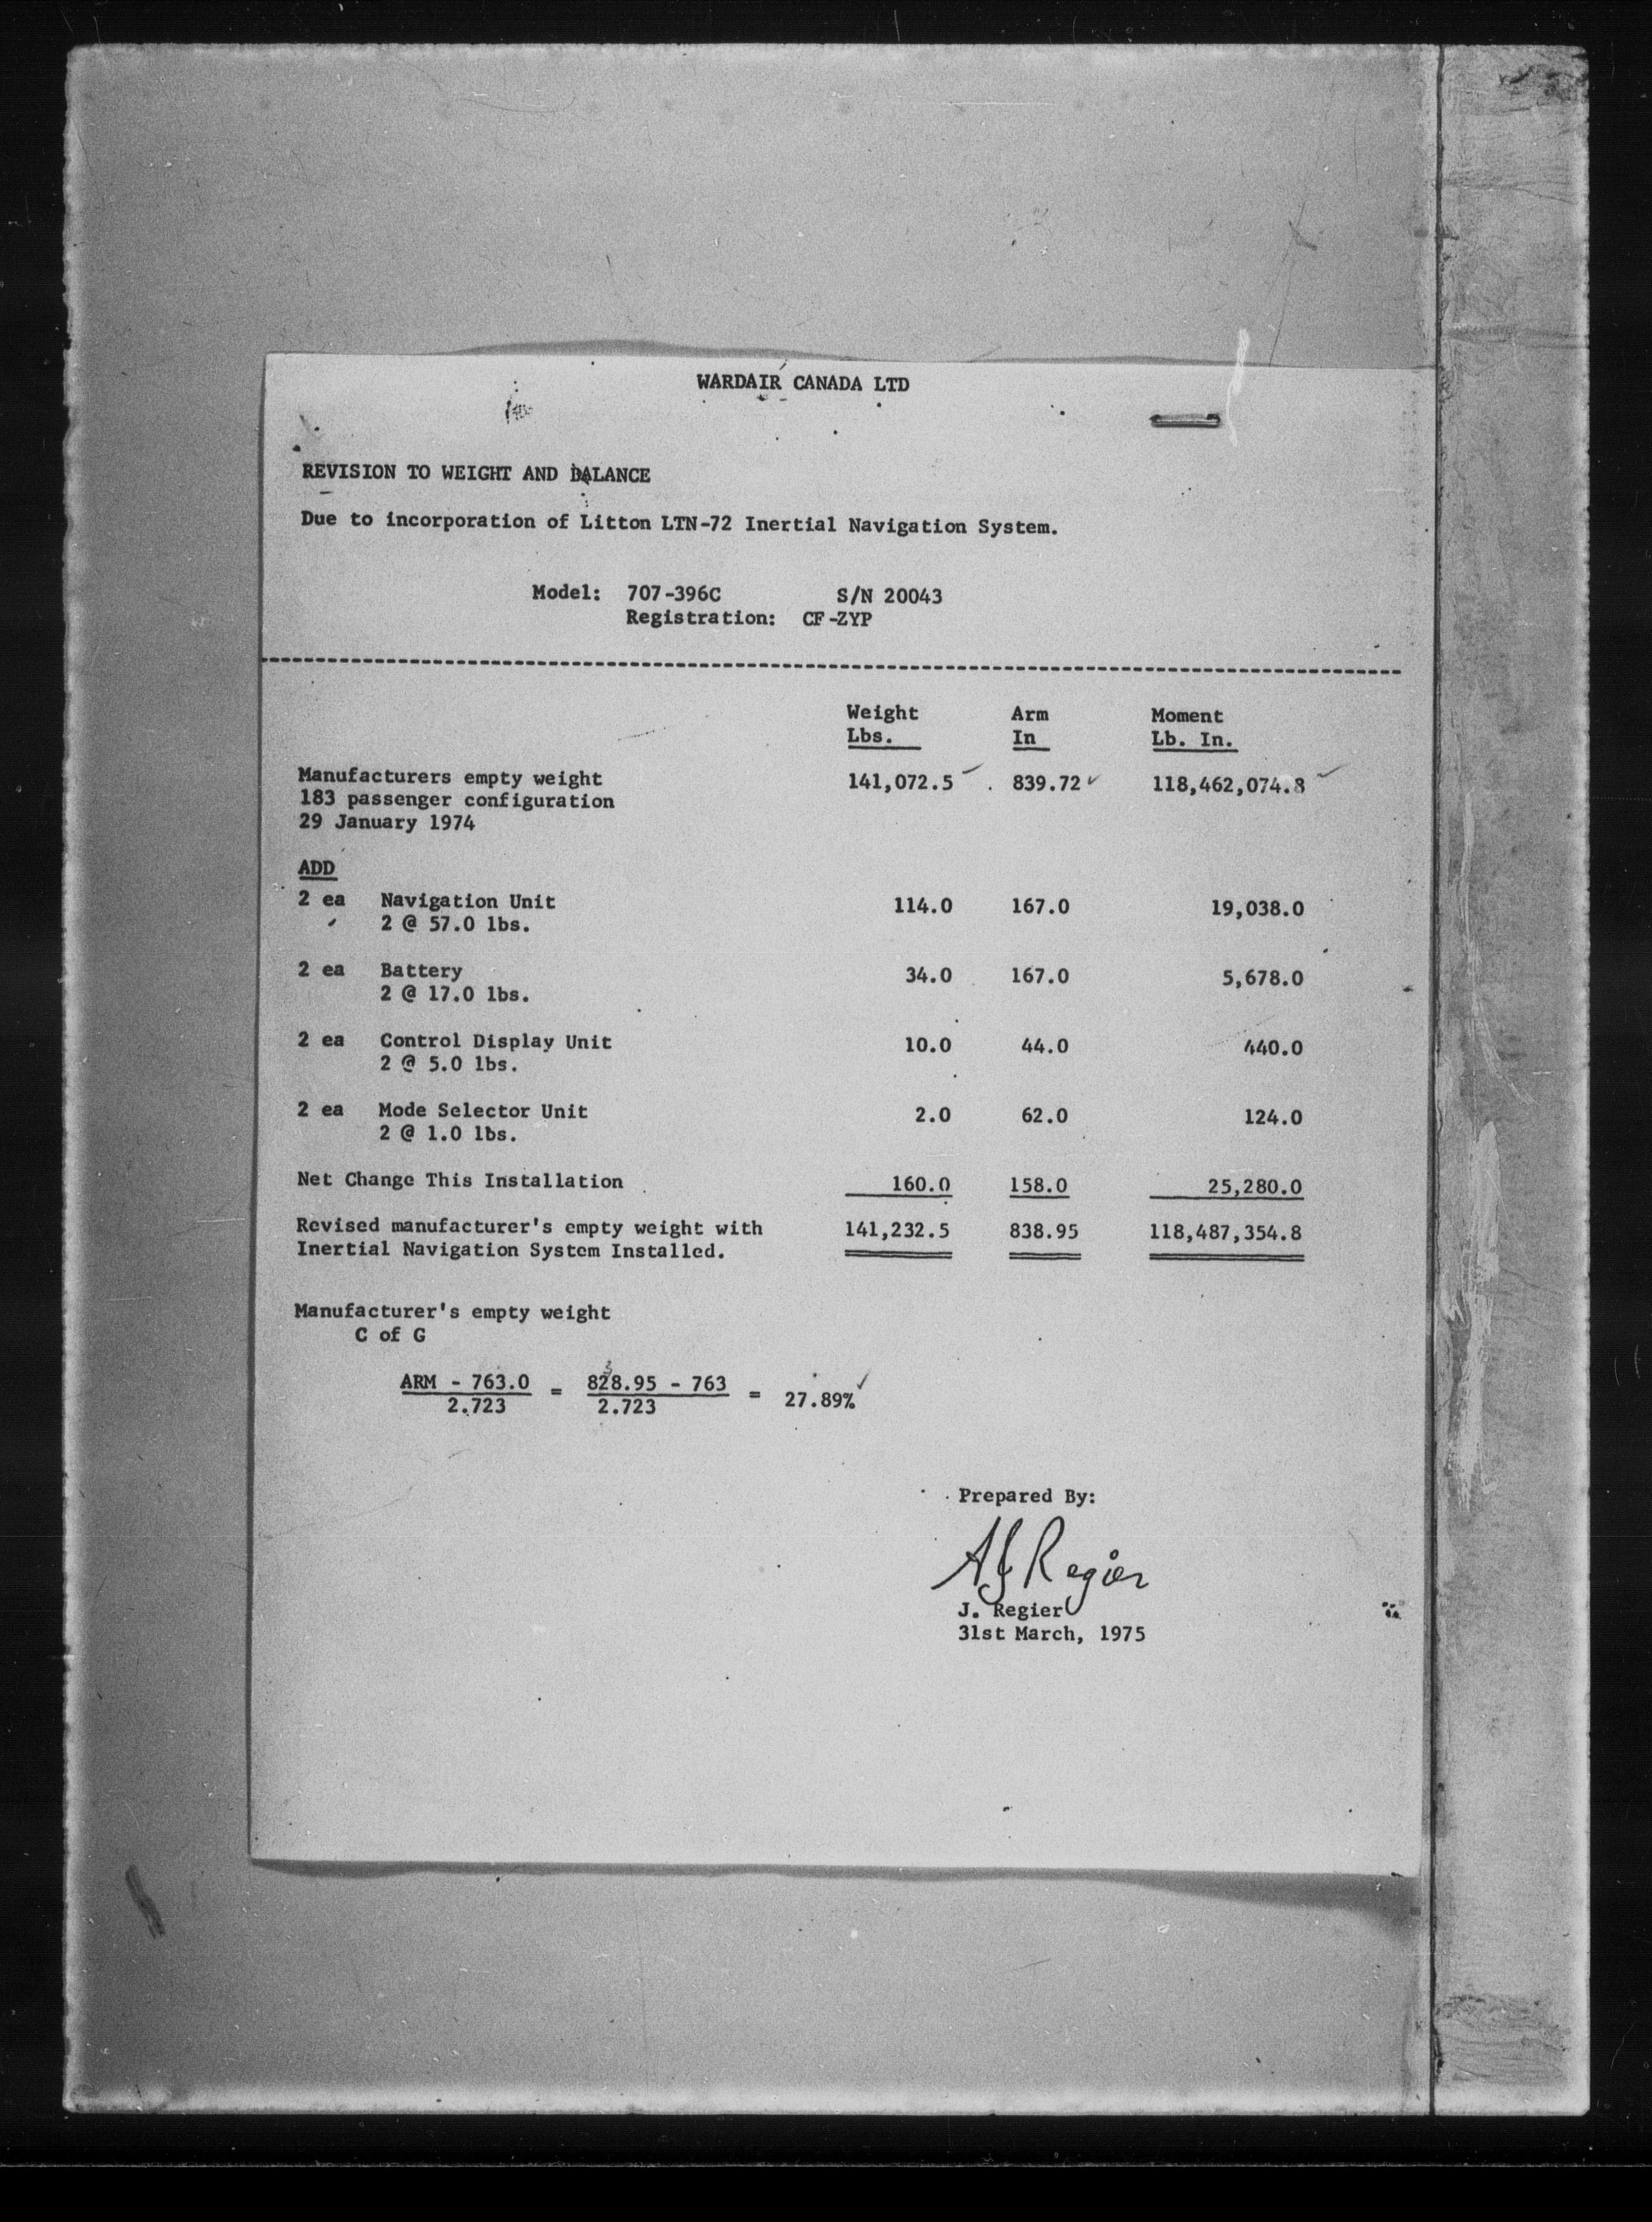 WARDAIR CANADA LTD
REVISION TO WEIGHT AND BALANCE
Due to incorporation of Litton LTN-72 Inertial Navigation System.
Model: 707-396C S/N 20043
Registration: CF-ZYP
Weight Arm Moment
Lbs. In Lb. In.
Manufacturers empty weight 141,072.5 839.72 118,462,074.8
183 passenger configuration
29 January 1974
ADD
2 ea Navigation Unit 114.0 167.0 19,038.0
2 @ 57.0 lbs.
2 ea Battery 34.0 167.0 5,678.0
2 @ 17.0 lbs.
2 ea Control Display Unit 10.0 44.0 440.0
2 @ 5.0 lbs.
2 ea Mode Selector Unit 2.0 62.0 124.0
2 @ 1.0 lbs.
Net Change This Installation 160.0 158.0 25,280.0
Revised manufacturer's empty weight with 141,232.5 838.95 118,487,354.8
Inertial Navigation System Installed.
Manufacturer's empty weight
C of G
3
ARM - 763.0 = 828.95 - 763 = 27.89%
2.723 2.723
Prepared By:
AJ Regier
J. Regier
31st March, 1975